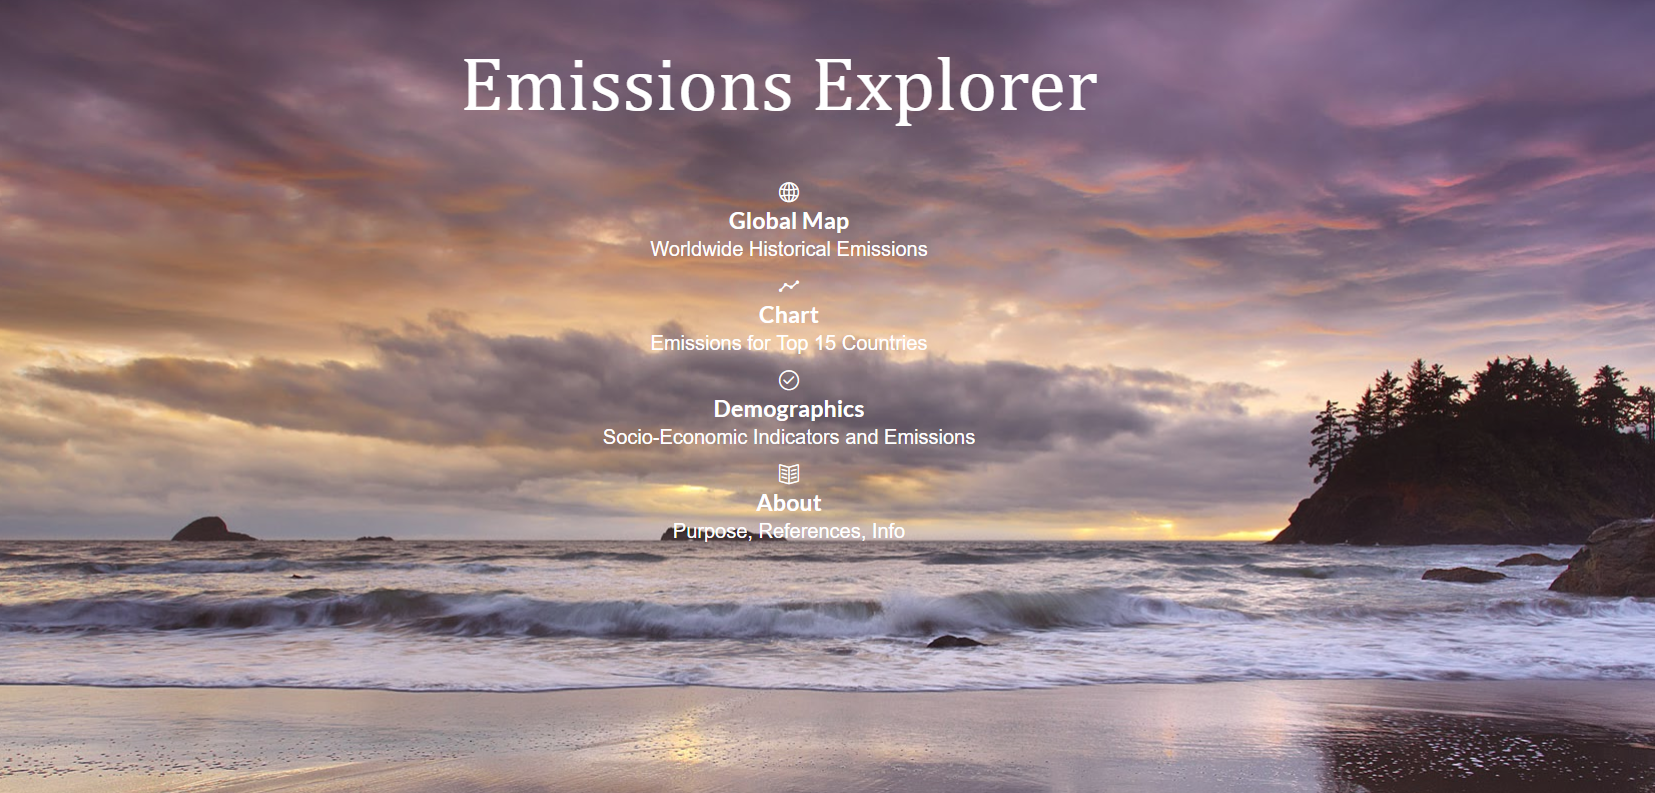 Emissions Explorer
Global Map
Worldwide Historical Emissions
Chart
Emissions for Top 15 Countries
Demographics
Socio-Economic Indicators and Emissions
About
Purpose, References, Info